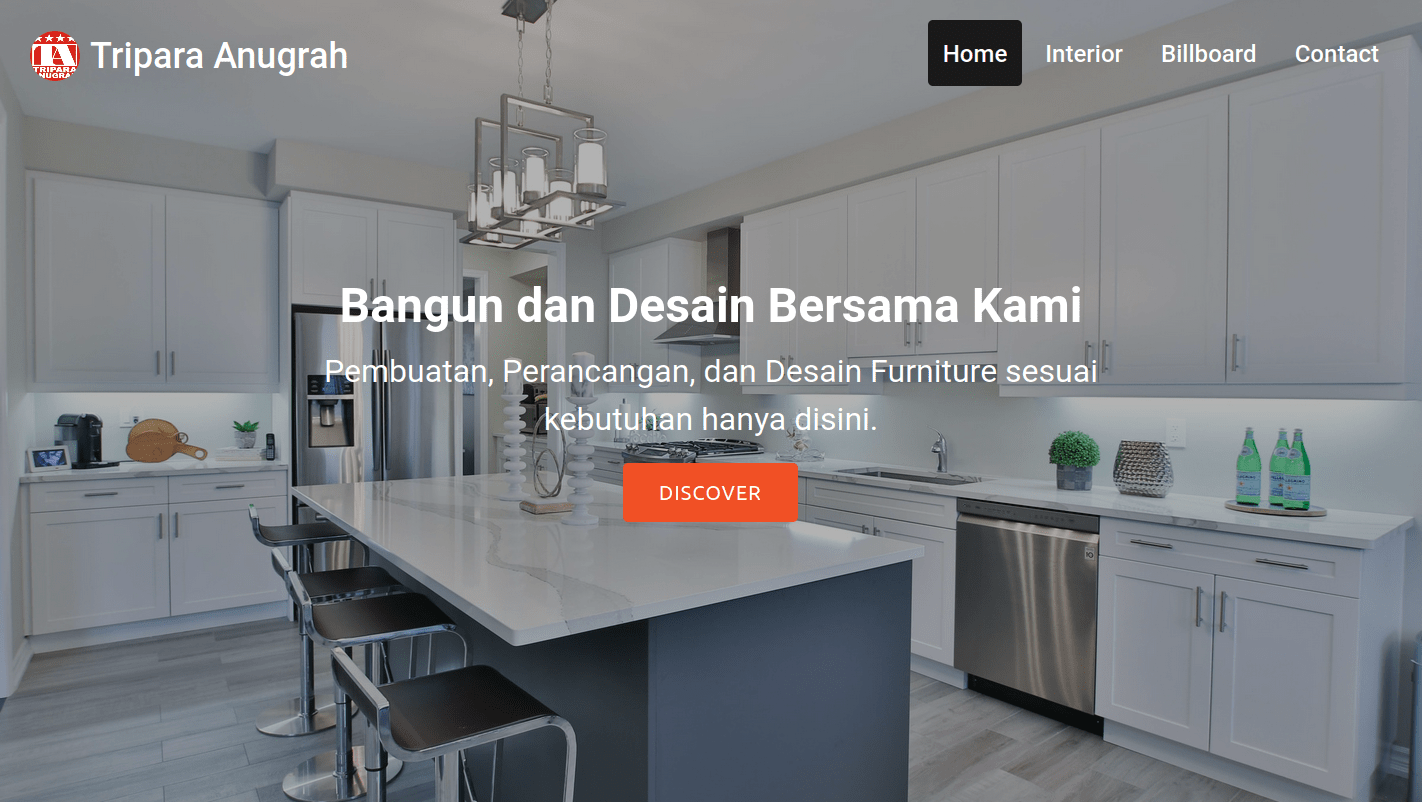 TA
TRIPARA
ANUGRA
Tripara Anugrah
Home
Interior
Billboard
Contact
Bangun dan Desain Bersama Kami
Pembuatan, Perancangan, dan Desain Furniture sesuai
kebutuhan hanya disini.
DISCOVER